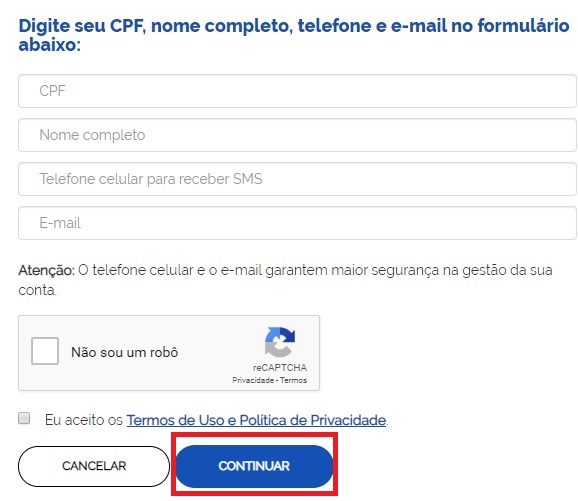 Digite seu CPF, nome completo, telefone e e-mail no formulário
abaixo:
CPF
Nome completo
Telefone celular para receber SMS
E-mail
Atenção: O telefone celular e o e-mail garantem maior segurança na gestão da sua
conta.
Não sou um robô
reCAPTCHA
Privacidade - Termos
Eu aceito os Termos de Uso e Política de Privacidade.
CANCELAR
CONTINUAR